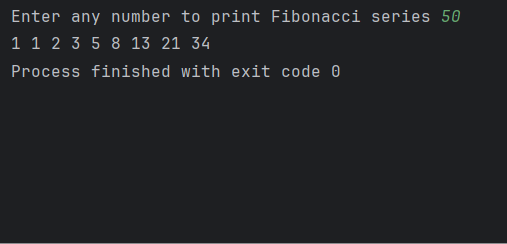 Enter any number to print Fibonacci series 50
1 1 2 3 5 8 13 21 34
Process finished with exit code 0